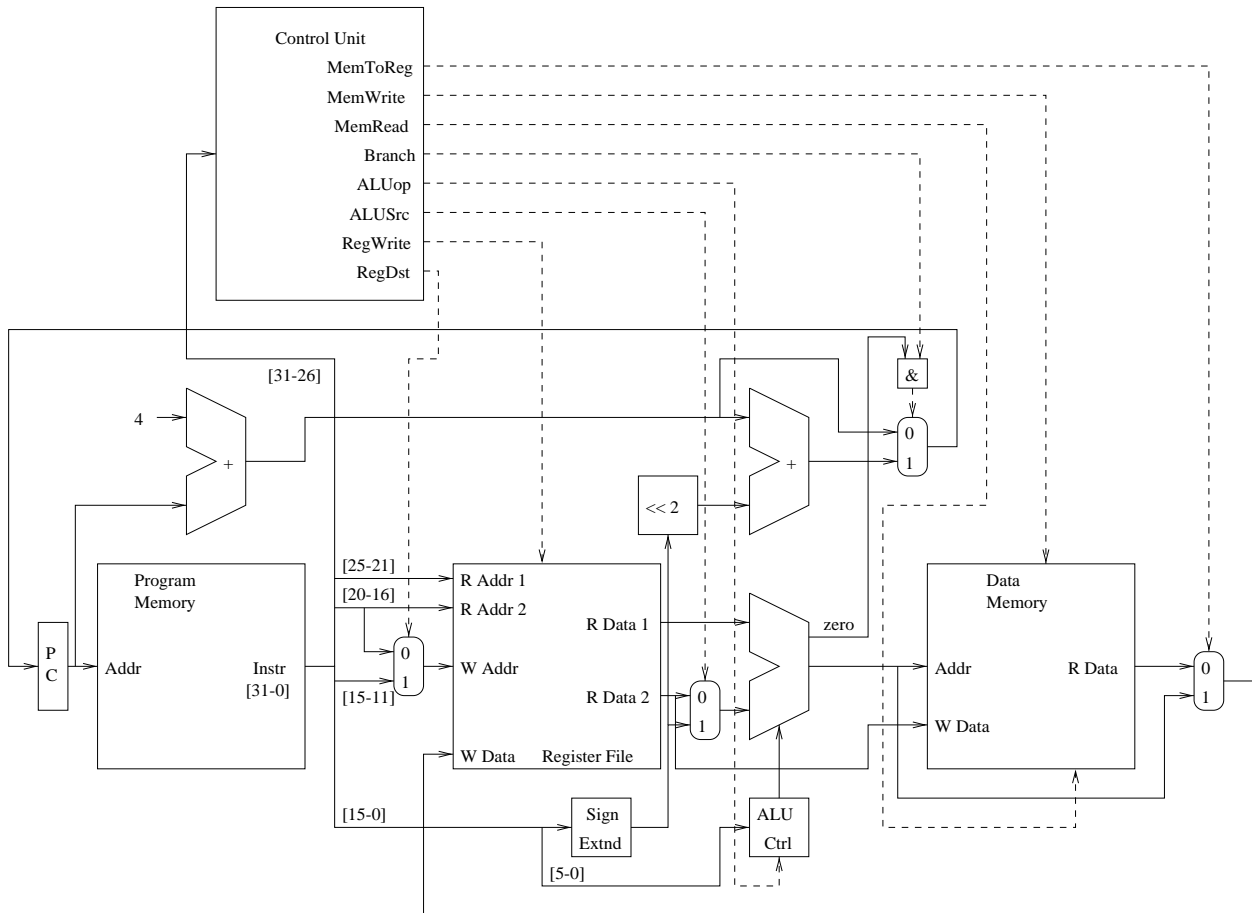 Control Unit
MemToReg
MemWrite
MemRead
Branch
ALUop
ALUSrc
RegWrite
RegDst
[31-26]
4
+
<< 2
+
&
0
1
P
C
Program
Memory
Addr
Instr
[31-0]
[25-21]
[20-16]
0
1
[15-11]
R Addr 1
R Addr 2
W Addr
W Data
R Data 1
R Data 2
Register File
0
1
zero
Data
Memory
Addr
R Data
W Data
0
1
[15-0]
Sign
Extnd
[5-0]
ALU
Ctrl